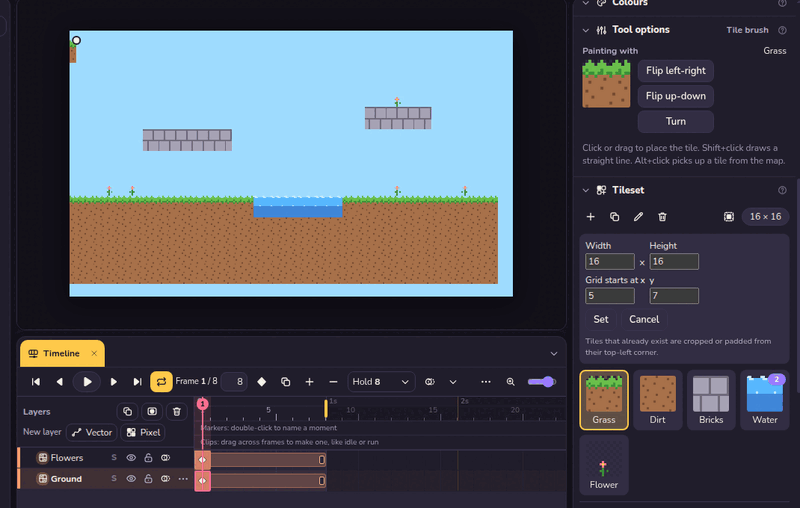 Colours
Tool options
Tile brush
Painting with
Grass
Flip left-right
Flip up-down
Turn
Click or drag to place the tile. Shift+click draws a
straight line. Alt+click picks up a tile from the map.
Tileset
16 × 16
Width
Height
16 x 16
Grid starts at x y
5
7
Set
Cancel
Tiles that already exist are cropped or padded from
their top-left corner.
Grass
Dirt
Bricks
2
Water
Flower
Timeline
Frame 1 / 8
8
Hold 8
Layers
1
5
1s
10
15
2s
20
New layer
Vector
Pixel
Markers: double-click to name a moment
Clips: drag across frames to make one, like idle or run
Flowers
S
Ground
S